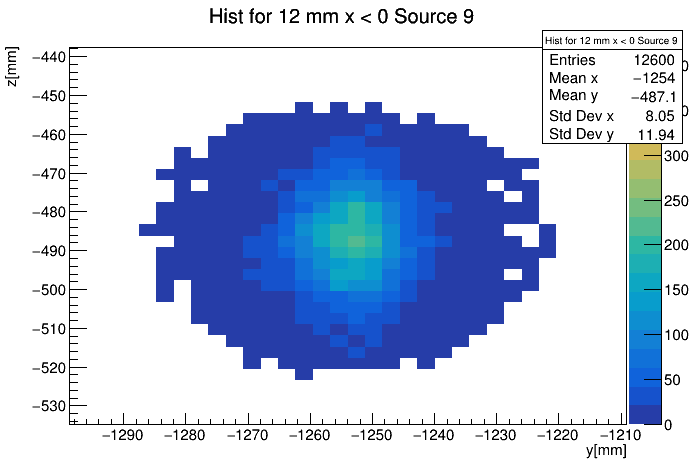 Hist for 12 mm x < 0 Source 9
Hist for 12 mm x < 0 Source 9
Entries 12600
Mean x −1254
Mean y −487.1
Std Dev x 8.05
Std Dev y 11.94
z[mm]
−440
−450
−460
−470
−480
−490
−500
−510
−520
−530
−1290 −1280 −1270 −1260 −1250 −1240 −1230 −1220 −1210
y[mm]
300
250
200
150
100
50
0